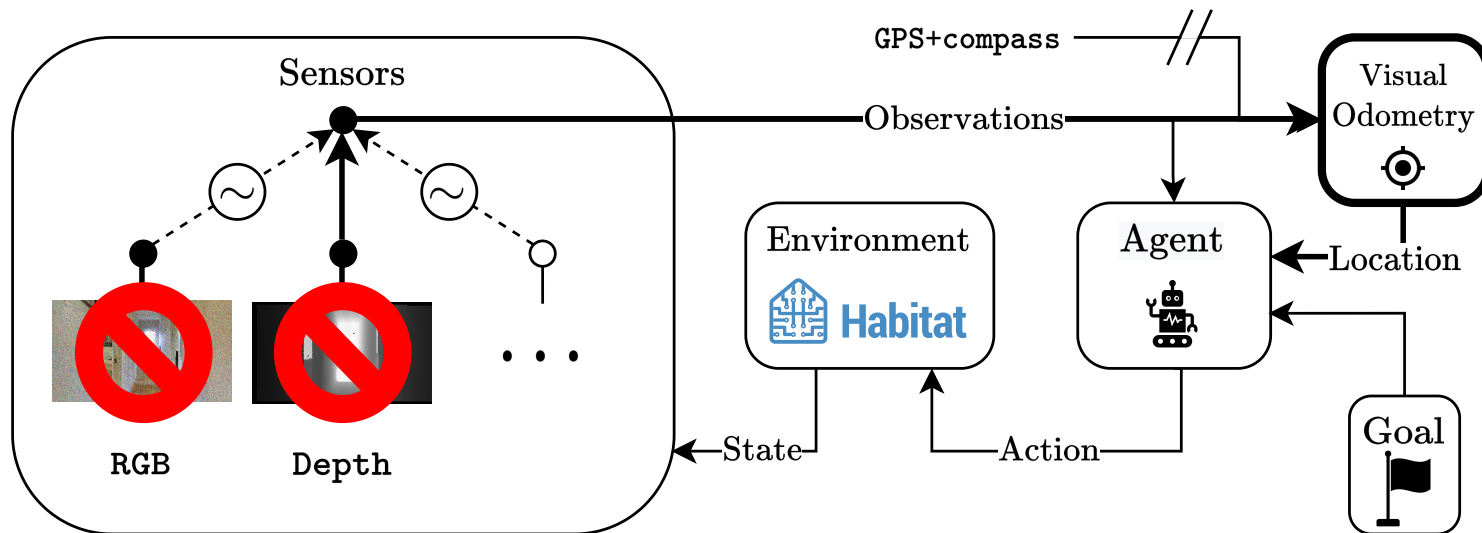 Sensors
RGB
Depth
GPS+compass
Observations
Visual
Odometry
Environment
Habitat
Agent
Location
State
Action
Goal